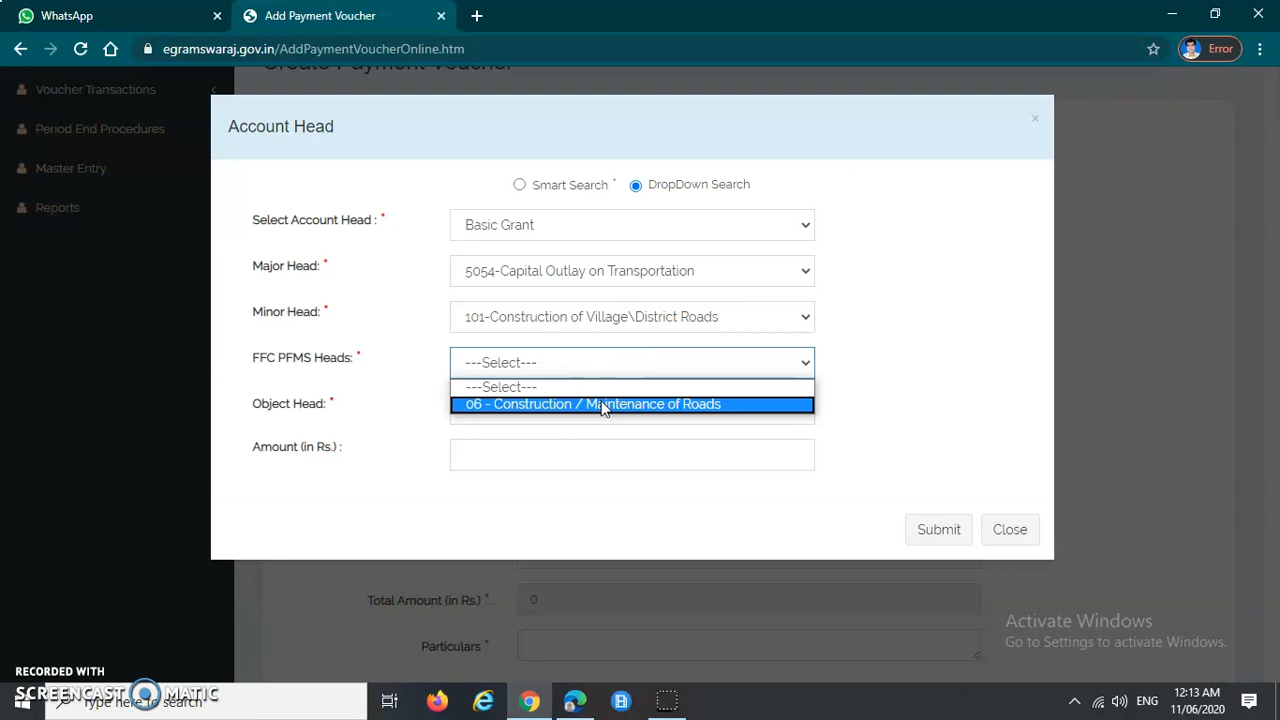 WhatsApp
Add Payment Voucher
egramswaraj.gov.in/AddPaymentVoucherOnline.htm
Error
Create Payment Voucher
Voucher Transactions
Period End Procedures
Master Entry
Reports
Account Head
Smart Search *
DropDown Search
Select Account Head : *
Basic Grant
Major Head: *
5054-Capital Outlay on Transportation
Minor Head: *
101-Construction of Village\District Roads
FFC PFMS Heads: *
---Select---
---Select---
06 - Construction / Maintenance of Roads
Object Head: *
Amount (in Rs.) :
Submit
Close
Total Amount (in Rs.) *
0
Particulars *
Activate Windows
Go to Settings to activate Windows.
RECORDED WITH
SCREENCAST MATIC
Type here to search
ENG
12:13 AM
11/06/2020